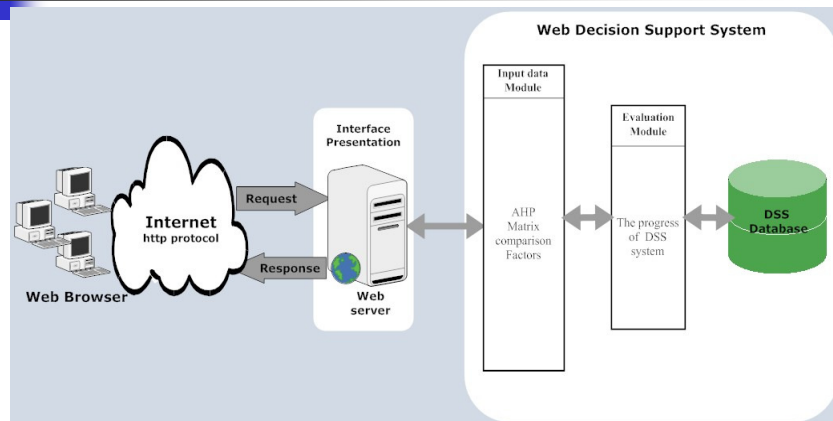 Web Decision Support System
Input data
Module
Evaluation
Module
Interface
Presentation
Request
Internet
http protocol
Response
Web Browser
Web
server
AHP
Matrix
comparison
Factors
The progress
of DSS
system
DSS
Database